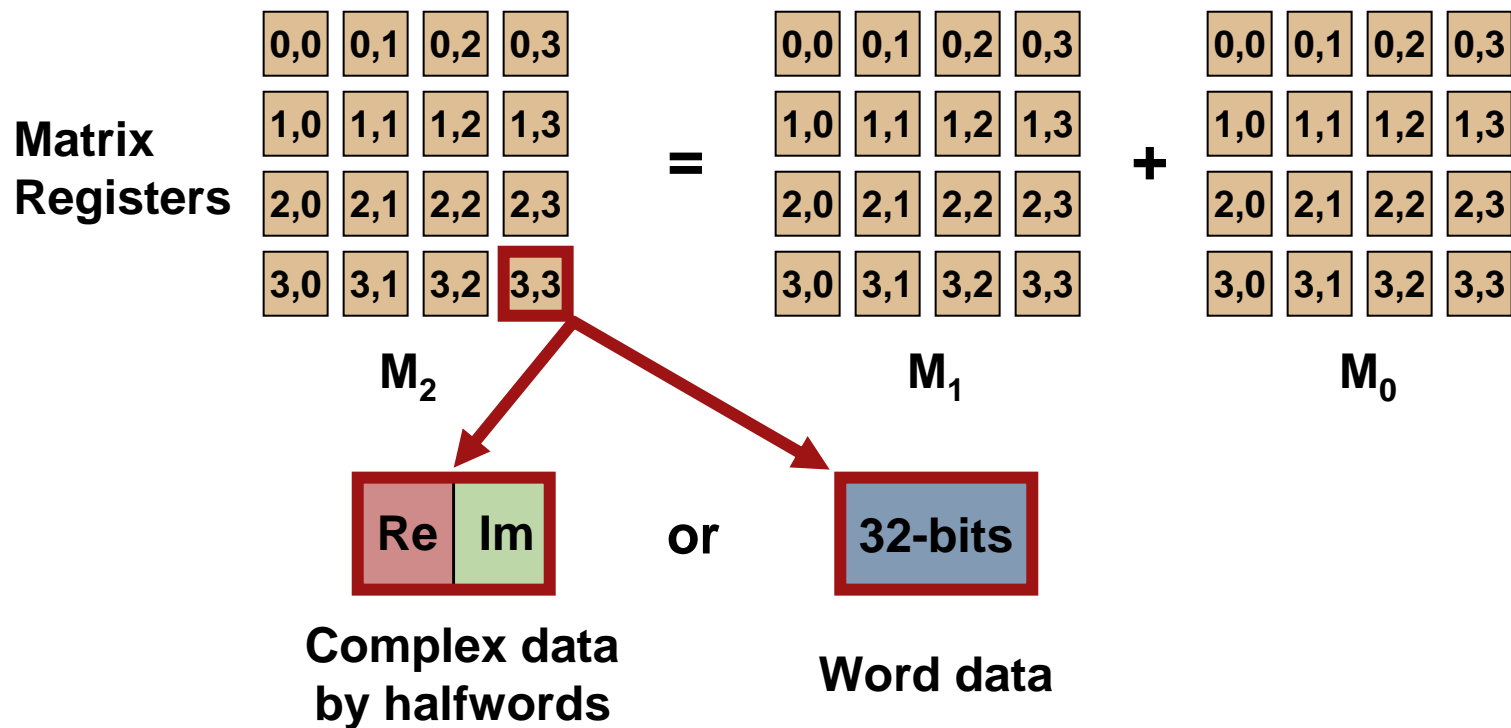 0,0 0,1 0,2 0,3 0,0 0,1 0,2 0,3 0,0 0,1 0,2 0,3
Matrix
Registers
1,0 1,1 1,2 1,3 = 1,0 1,1 1,2 1,3 + 1,0 1,1 1,2 1,3
2,0 2,1 2,2 2,3 2,0 2,1 2,2 2,3 2,0 2,1 2,2 2,3
3,0 3,1 3,2 3,3 3,0 3,1 3,2 3,3 3,0 3,1 3,2 3,3
M₂ M₁ M₀
Re Im or 32-bits
Complex data
by halfwords
Word data